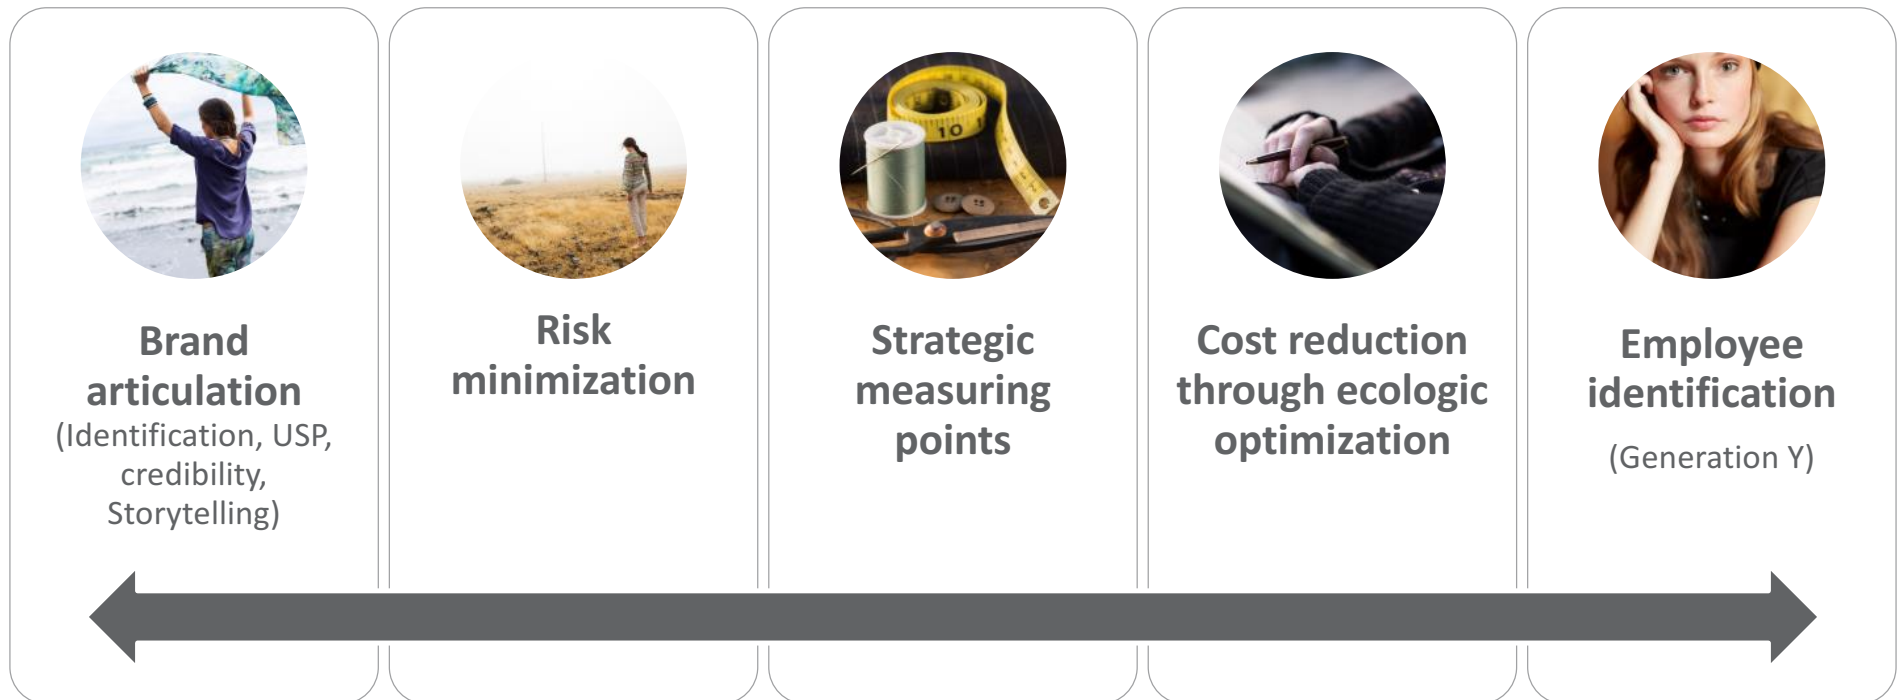 Brand
articulation
(Identification, USP,
credibility,
Storytelling)
Risk
minimization
10
Strategic
measuring
points
Cost reduction
through ecologic
optimization
Employee
identification
(Generation Y)